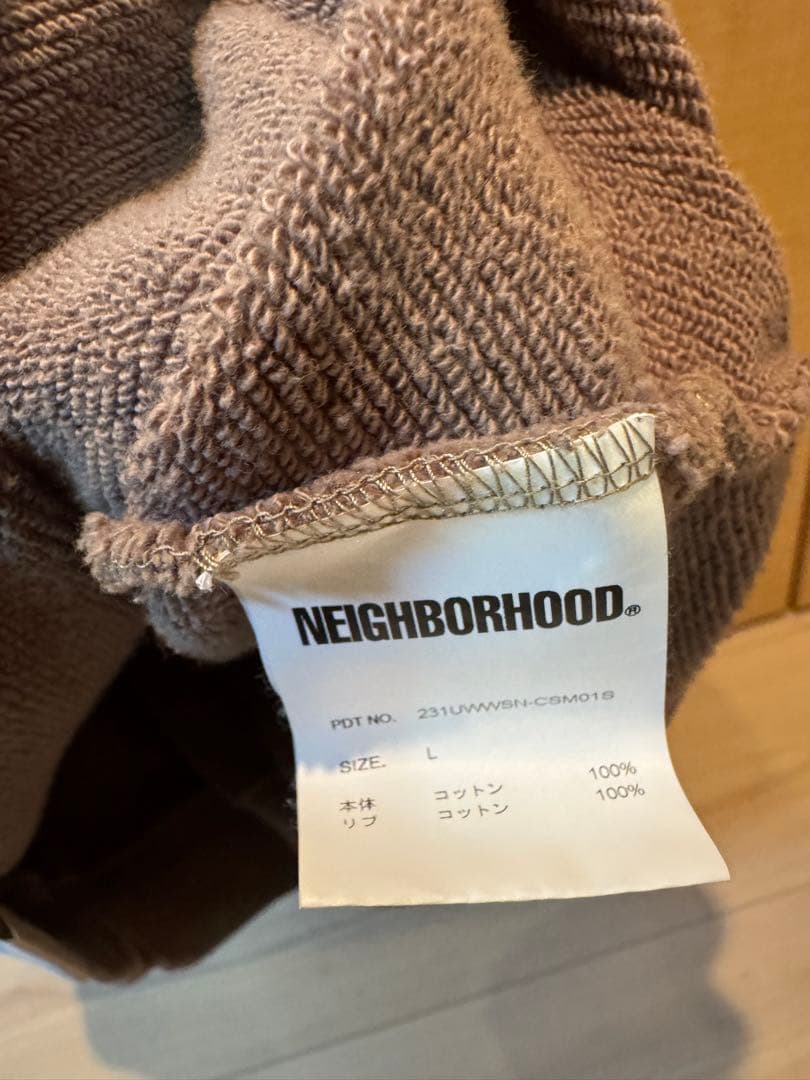 NEIGHBORHOOD®
PDT NO. 231UWWSN-CSM01S
SIZE. L
本体 コットン 100%
リブ コットン 100%